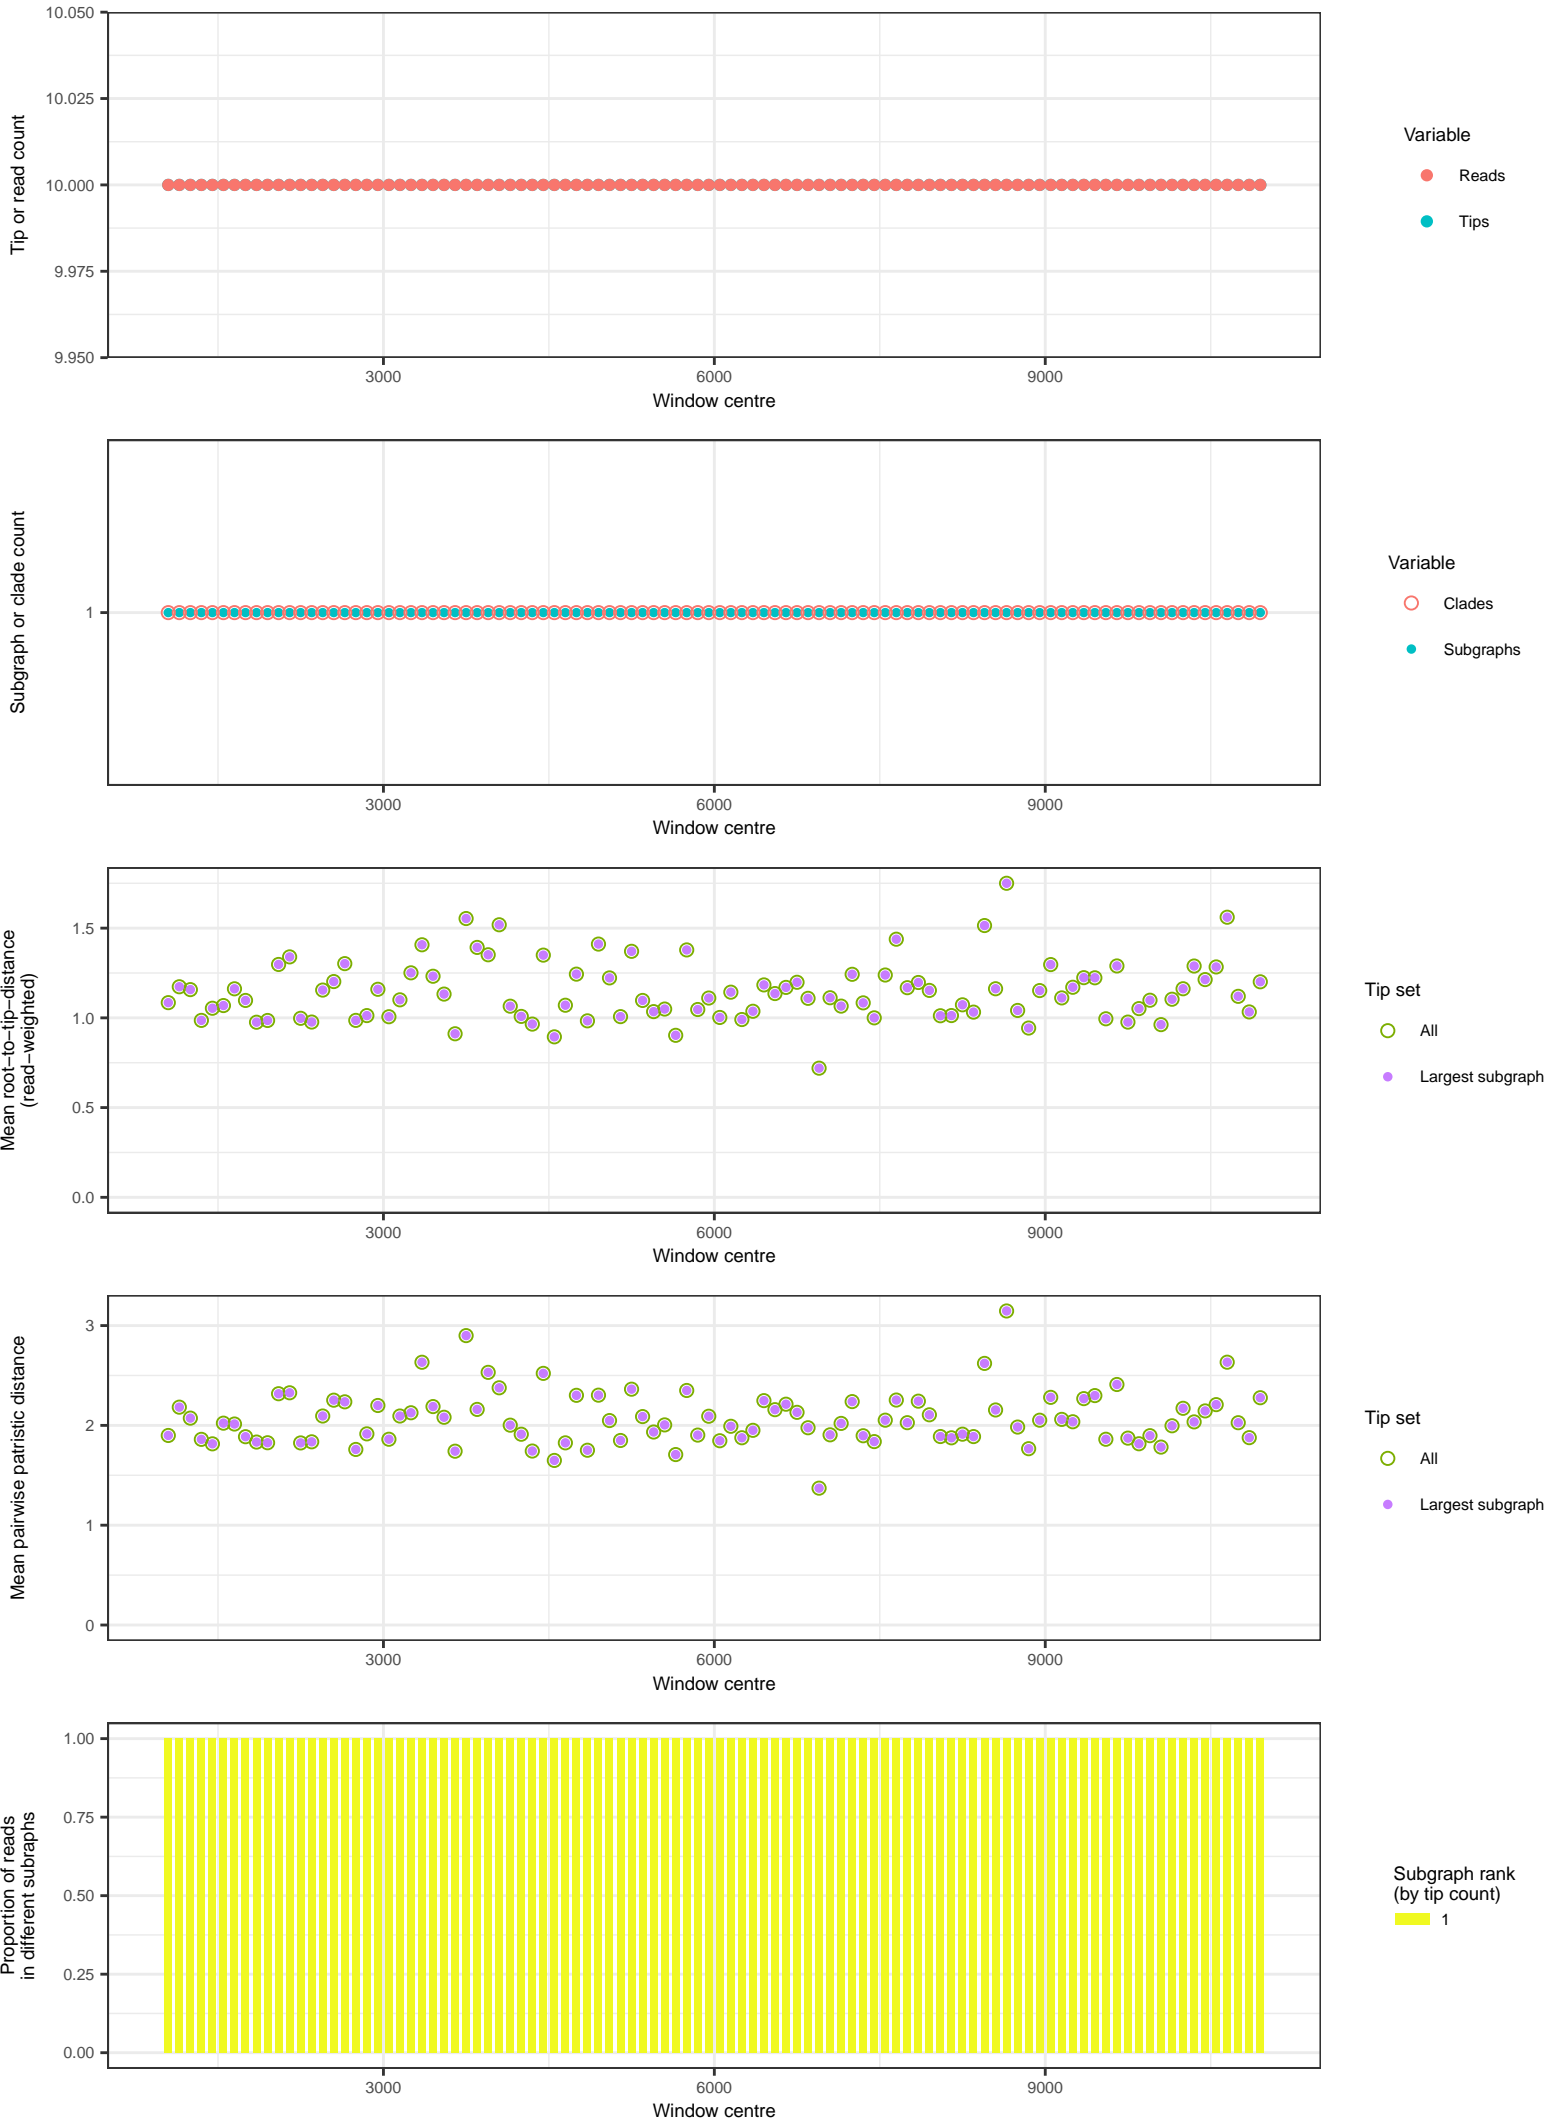 10.050
10.025
10.000
9.975
9.950
Tip or read count
3000 6000 9000
Window centre
Variable
Reads
Tips
1
Subgraph or clade count
3000 6000 9000
Window centre
Variable
Clades
Subgraphs
1.5
1.0
0.5
0.0
Mean root−to−tip−distance
(read−weighted)
3000 6000 9000
Window centre
Tip set
All
Largest subgraph
3
2
1
0
Mean pairwise patristic distance
3000 6000 9000
Window centre
Tip set
All
Largest subgraph
1.00
0.75
0.50
0.25
0.00
Proportion of reads
in different subraphs
3000 6000 9000
Window centre
Subgraph rank
(by tip count)
1